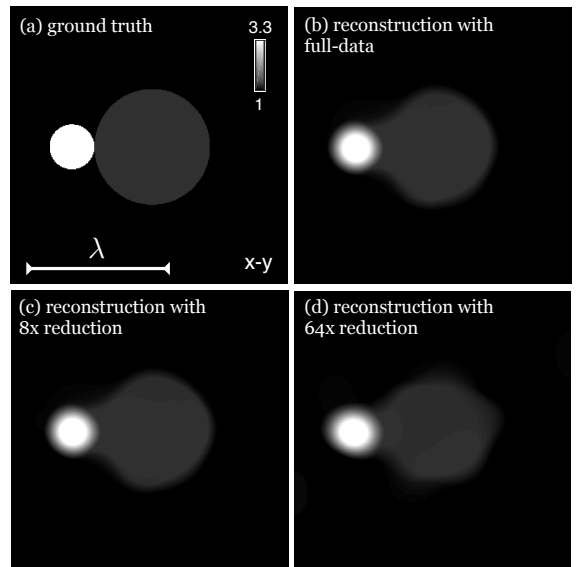 (a) ground truth
3.3
1
λ
x-y
(b) reconstruction with
full-data
(c) reconstruction with
8x reduction
(d) reconstruction with
64x reduction